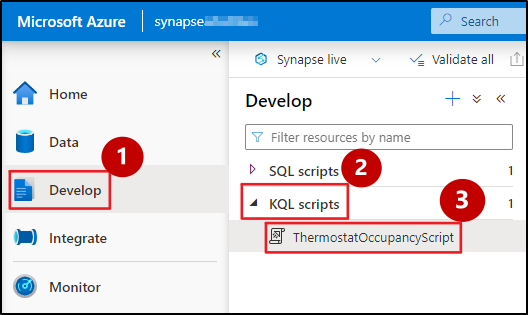 Microsoft Azure
synapse
Search
Synapse live
Validate all
Home
Data
Develop
Integrate
Monitor
Develop
Filter resources by name
SQL scripts
1
KQL scripts
1
ThermostatOccupancyScript
1
2
3